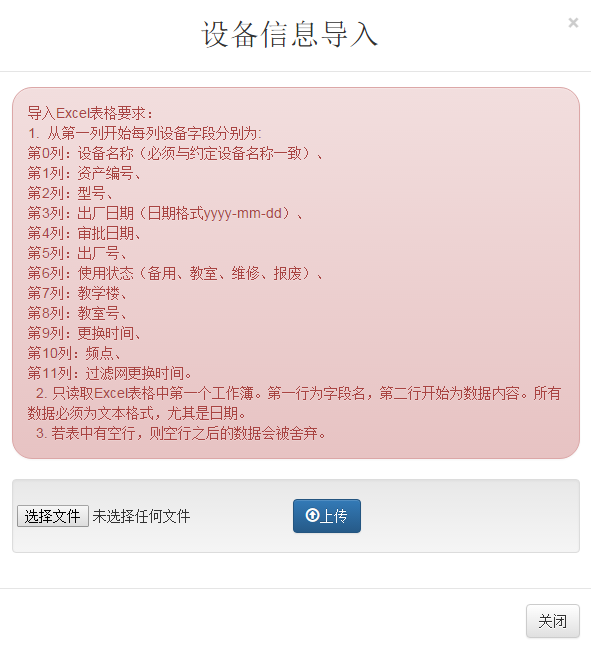 设备信息导入
×
导入Excel表格要求：
1. 从第一列开始每列设备字段分别为:
第0列：设备名称（必须与约定设备名称一致）、
第1列：资产编号、
第2列：型号、
第3列：出厂日期（日期格式yyyy-mm-dd）、
第4列：审批日期、
第5列：出厂号、
第6列：使用状态（备用、教室、维修、报废）、
第7列：教学楼、
第8列：教室号、
第9列：更换时间、
第10列：频点、
第11列：过滤网更换时间。
2. 只读取Excel表格中第一个工作簿。第一行为字段名，第二行开始为数据内容。所有
数据必须为文本格式，尤其是日期。
3. 若表中有空行，则空行之后的数据会被舍弃。
选择文件 未选择任何文件 上传
关闭